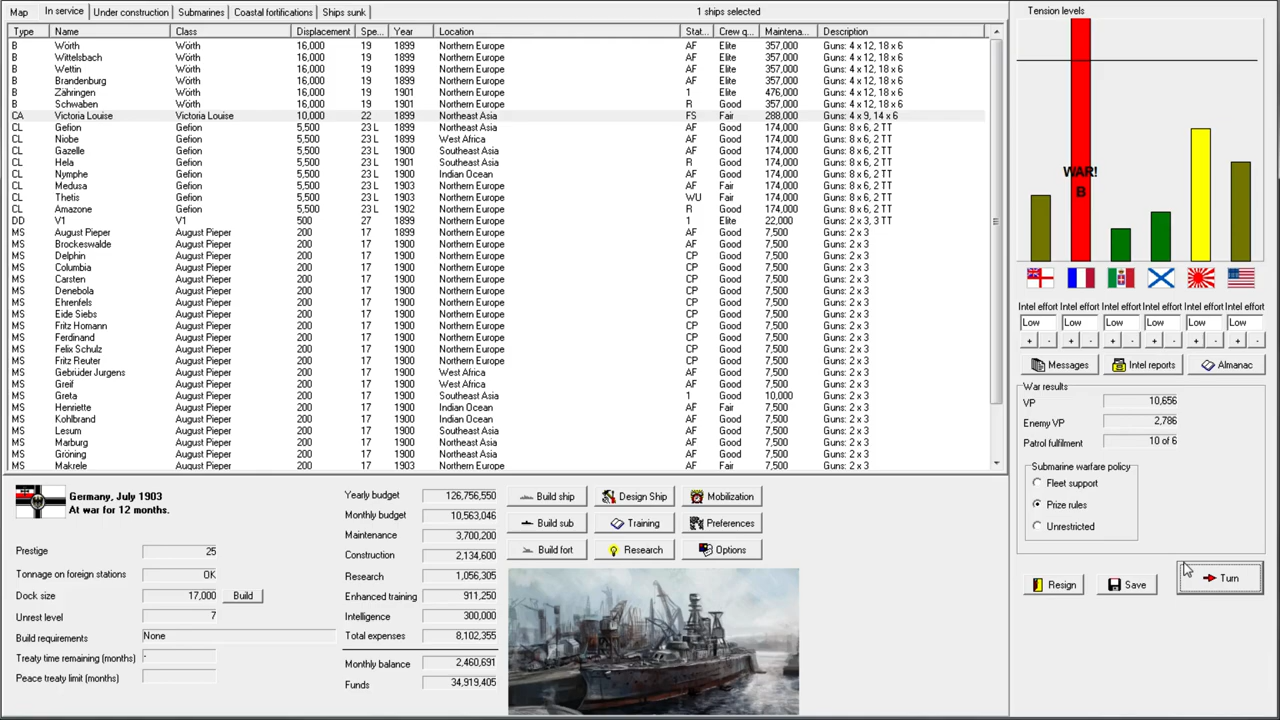 Map In service Under construction Submarines Coastal fortifications Ships sunk 1 ships selected
Type Name Class Displacement Spe... Year Location Stat... Crew q... Maintena... Description
B Wörth Wörth 16,000 19 1899 Northern Europe AF Elite 357,000 Guns: 4 x 12, 18 x 6
B Wittelsbach Wörth 16,000 19 1899 Northern Europe AF Elite 357,000 Guns: 4 x 12, 18 x 6
B Wettin Wörth 16,000 19 1899 Northern Europe AF Elite 357,000 Guns: 4 x 12, 18 x 6
B Brandenburg Wörth 16,000 19 1899 Northern Europe AF Elite 357,000 Guns: 4 x 12, 18 x 6
B Zähringen Wörth 16,000 19 1901 Northern Europe 1 Elite 476,000 Guns: 4 x 12, 18 x 6
B Schwaben Wörth 16,000 19 1901 Northern Europe R Good 357,000 Guns: 4 x 12, 18 x 6
CA Victoria Louise Victoria Louise 10,000 22 1899 Northeast Asia FS Fair 288,000 Guns: 4 x 9, 14 x 6
CL Gefion Gefion 5,500 23 L 1899 Northeast Asia AF Good 174,000 Guns: 8 x 6, 2 TT
CL Niobe Gefion 5,500 23 L 1899 West Africa AF Good 174,000 Guns: 8 x 6, 2 TT
CL Gazelle Gefion 5,500 23 L 1899 Southeast Asia AF Good 174,000 Guns: 8 x 6, 2 TT
CL Hela Gefion 5,500 23 L 1901 Southeast Asia R Good 174,000 Guns: 8 x 6, 2 TT
CL Nymphe Gefion 5,500 23 L 1899 Indian Ocean AF Good 174,000 Guns: 8 x 6, 2 TT
CL Medusa Gefion 5,500 23 L 1903 Northern Europe AF Fair 174,000 Guns: 8 x 6, 2 TT
CL Thetis Gefion 5,500 23 L 1903 Northern Europe WU Fair 174,000 Guns: 8 x 6, 2 TT
CL Amazone Gefion 5,500 23 L 1902 Northern Europe R Good 174,000 Guns: 8 x 6, 2 TT
DD V1 V1 500 27 1899 Northern Europe 1 Elite 22,000 Guns: 2 x 3, 3 TT
MS August Pieper August Pieper 200 17 1899 Northern Europe AF Good 7,500 Guns: 2 x 3
MS Brockeswalde August Pieper 200 17 1900 Northern Europe AF Good 7,500 Guns: 2 x 3
MS Delphin August Pieper 200 17 1900 Northern Europe CP Good 7,500 Guns: 2 x 3
MS Columbia August Pieper 200 17 1900 Northern Europe CP Good 7,500 Guns: 2 x 3
MS Carsten August Pieper 200 17 1900 Northern Europe AF Good 7,500 Guns: 2 x 3
MS Denebola August Pieper 200 17 1900 Northern Europe CP Good 7,500 Guns: 2 x 3
MS Ehrenfels August Pieper 200 17 1900 Northern Europe CP Good 7,500 Guns: 2 x 3
MS Eide Siebs August Pieper 200 17 1900 Northern Europe CP Good 7,500 Guns: 2 x 3
MS Fritz Homann August Pieper 200 17 1900 Northern Europe CP Good 7,500 Guns: 2 x 3
MS Ferdinand August Pieper 200 17 1900 Northern Europe CP Good 7,500 Guns: 2 x 3
MS Felix Schulz August Pieper 200 17 1900 Northern Europe CP Good 7,500 Guns: 2 x 3
MS Fritz Reuter August Pieper 200 17 1900 Northern Europe CP Good 7,500 Guns: 2 x 3
MS Gebrüder Jurgens August Pieper 200 17 1900 West Africa AF Good 7,500 Guns: 2 x 3
MS Greif August Pieper 200 17 1900 West Africa AF Good 7,500 Guns: 2 x 3
MS Greta August Pieper 200 17 1900 Southeast Asia 1 Good 10,000 Guns: 2 x 3
MS Henriette August Pieper 200 17 1900 Indian Ocean AF Fair 7,500 Guns: 2 x 3
MS Kohlbrand August Pieper 200 17 1900 Indian Ocean AF Good 7,500 Guns: 2 x 3
MS Lesum August Pieper 200 17 1900 Southeast Asia AF Good 7,500 Guns: 2 x 3
MS Marburg August Pieper 200 17 1900 Northeast Asia AF Good 7,500 Guns: 2 x 3
MS Gröning August Pieper 200 17 1900 Northeast Asia AF Good 7,500 Guns: 2 x 3
MS Makrele August Pieper 200 17 1903 Northern Europe AF Fair 7,500 Guns: 2 x 3
Germany, July 1903
At war for 12 months.
Prestige 25
Tonnage on foreign stations OK
Dock size 17,000 Build
Unrest level 7
Build requirements None
Treaty time remaining (months) -
Peace treaty limit (months)
Yearly budget 126,756,550
Monthly budget 10,563,046
Maintenance 3,700,200
Construction 2,134,600
Research 1,056,305
Enhanced training 911,250
Intelligence 300,000
Total expenses 8,102,355
Monthly balance 2,460,691
Funds 34,919,405
Build ship Design Ship Mobilization
Build sub Training Preferences
Build fort Research Options
Tension levels
WAR!
B
Intel effort Intel effort Intel effort Intel effort Intel effort Intel effort
Low Low Low Low Low Low
+ - + - + - + - + - + -
Messages Intel reports Almanac
War results
VP 10,656
Enemy VP 2,786
Patrol fulfilment 10 of 6
Submarine warfare policy
Fleet support
Prize rules
Unrestricted
Resign Save Turn